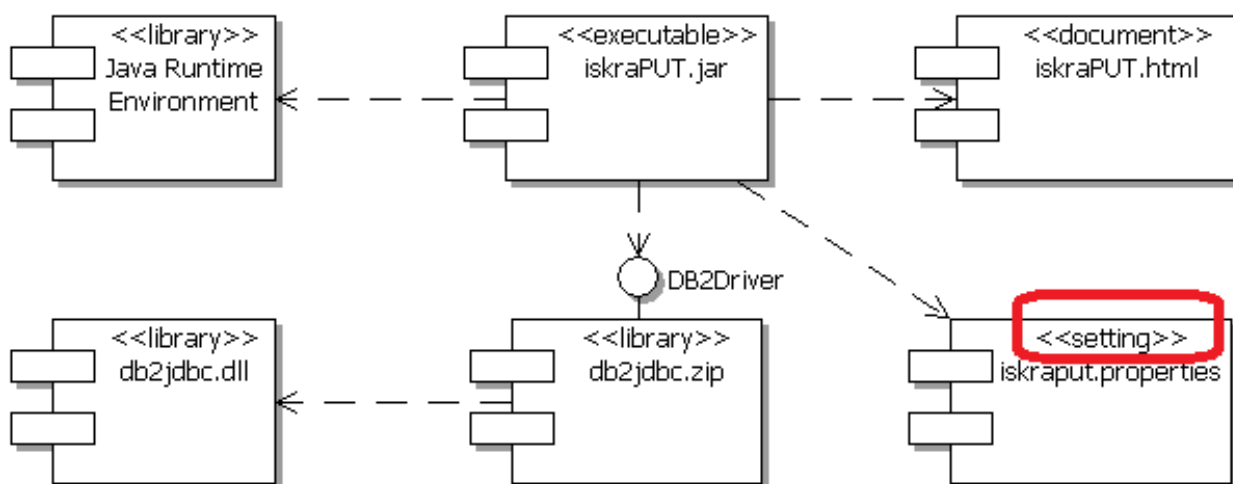 <<library>>
Java Runtime
Environment
<<executable>>
iskraPUT.jar
<<document>>
iskraPUT.html
DB2Driver
<<library>>
db2jdbc.dll
<<library>>
db2jdbc.zip
<<setting>>
iskraput.properties